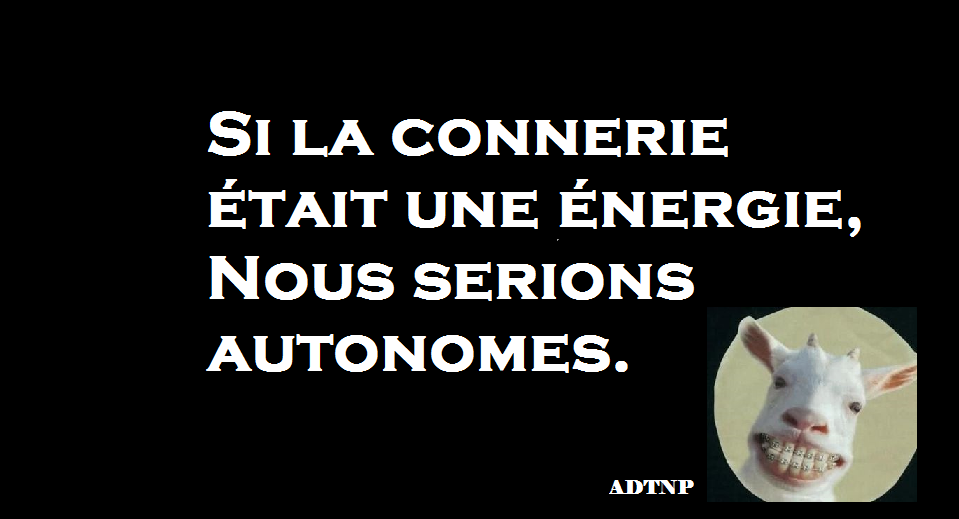 Si la connerie
était une énergie,
Nous serions
autonomes.
ADTNP